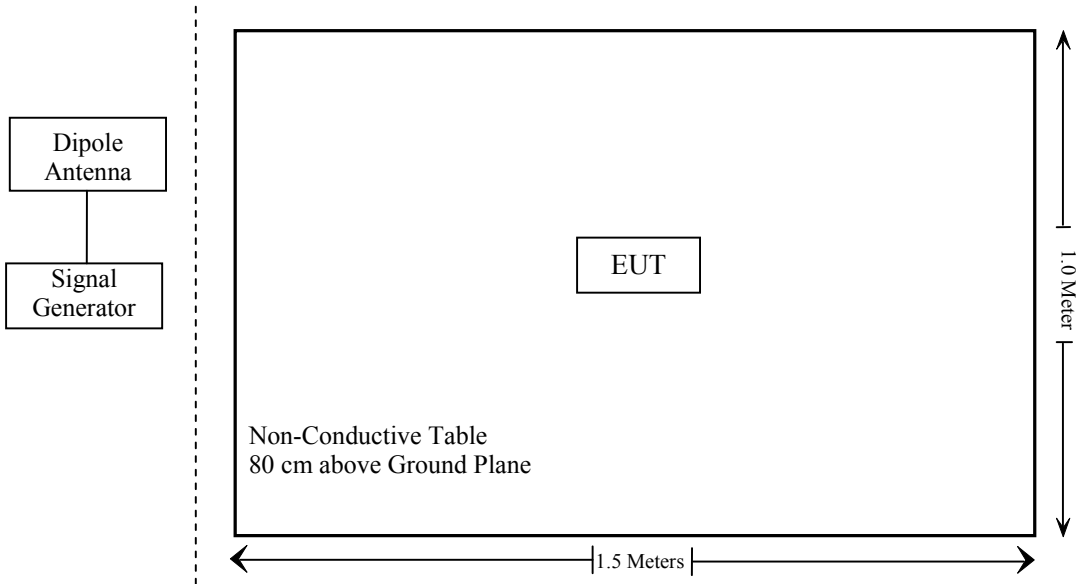 Dipole
Antenna
Signal
Generator
EUT
Non-Conductive Table
80 cm above Ground Plane
1.0 Meter
1.5 Meters